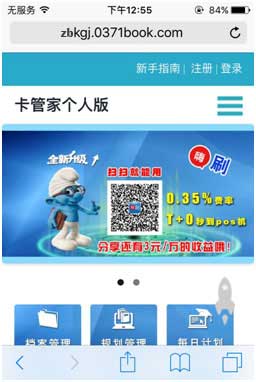 无服务 下午12:55 84%
zbkgj.0371book.com
新手指南 | 注册 | 登录
卡管家个人版
全新升级
扫扫就能用
嗨刷
0.35%费率
T+0秒到pos机
分享还有3元/万的收益哦!
档案管理 规划管理 每日计划